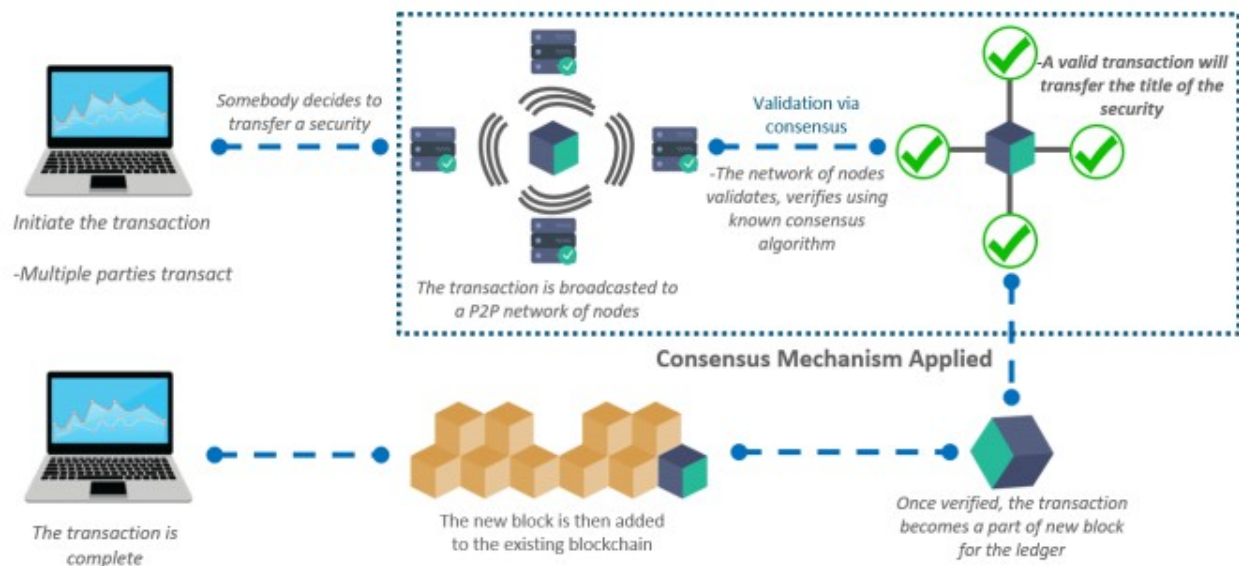 Initiate the transaction
-Multiple parties transact
Somebody decides to
transfer a security
The transaction is broadcasted to
a P2P network of nodes
Validation via
consensus
-The network of nodes
validates, verifies using
known consensus
algorithm
-A valid transaction will
transfer the title of the
security
Consensus Mechanism Applied
Once verified, the transaction
becomes a part of new block
for the ledger
The new block is then added
to the existing blockchain
The transaction is
complete